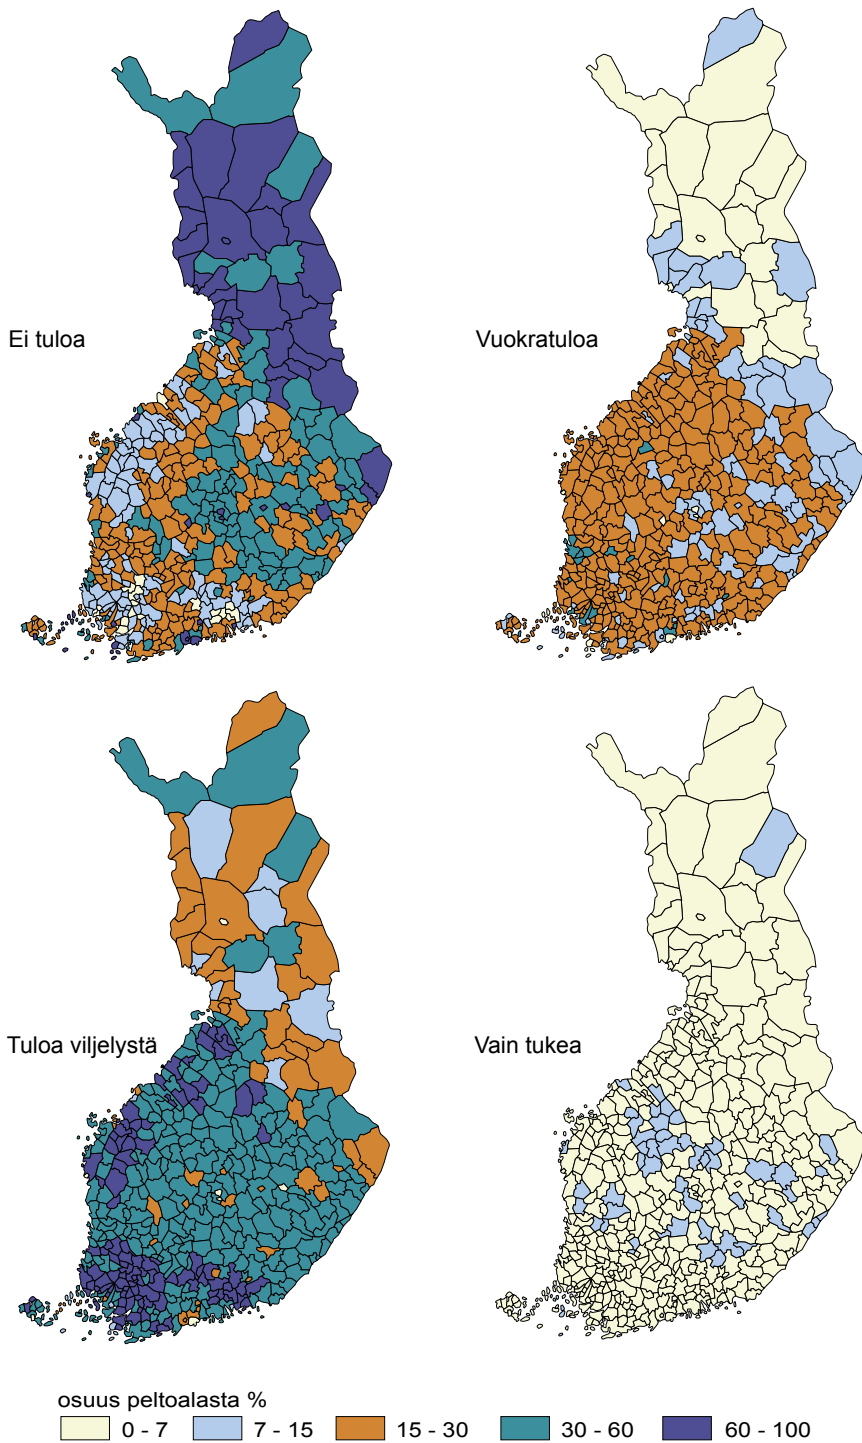 Ei tuloa
Vuokratuloa
Tuloa viljelystä
Vain tukea
osuus peltoalasta %
0 - 7
7 - 15
15 - 30
30 - 60
60 - 100